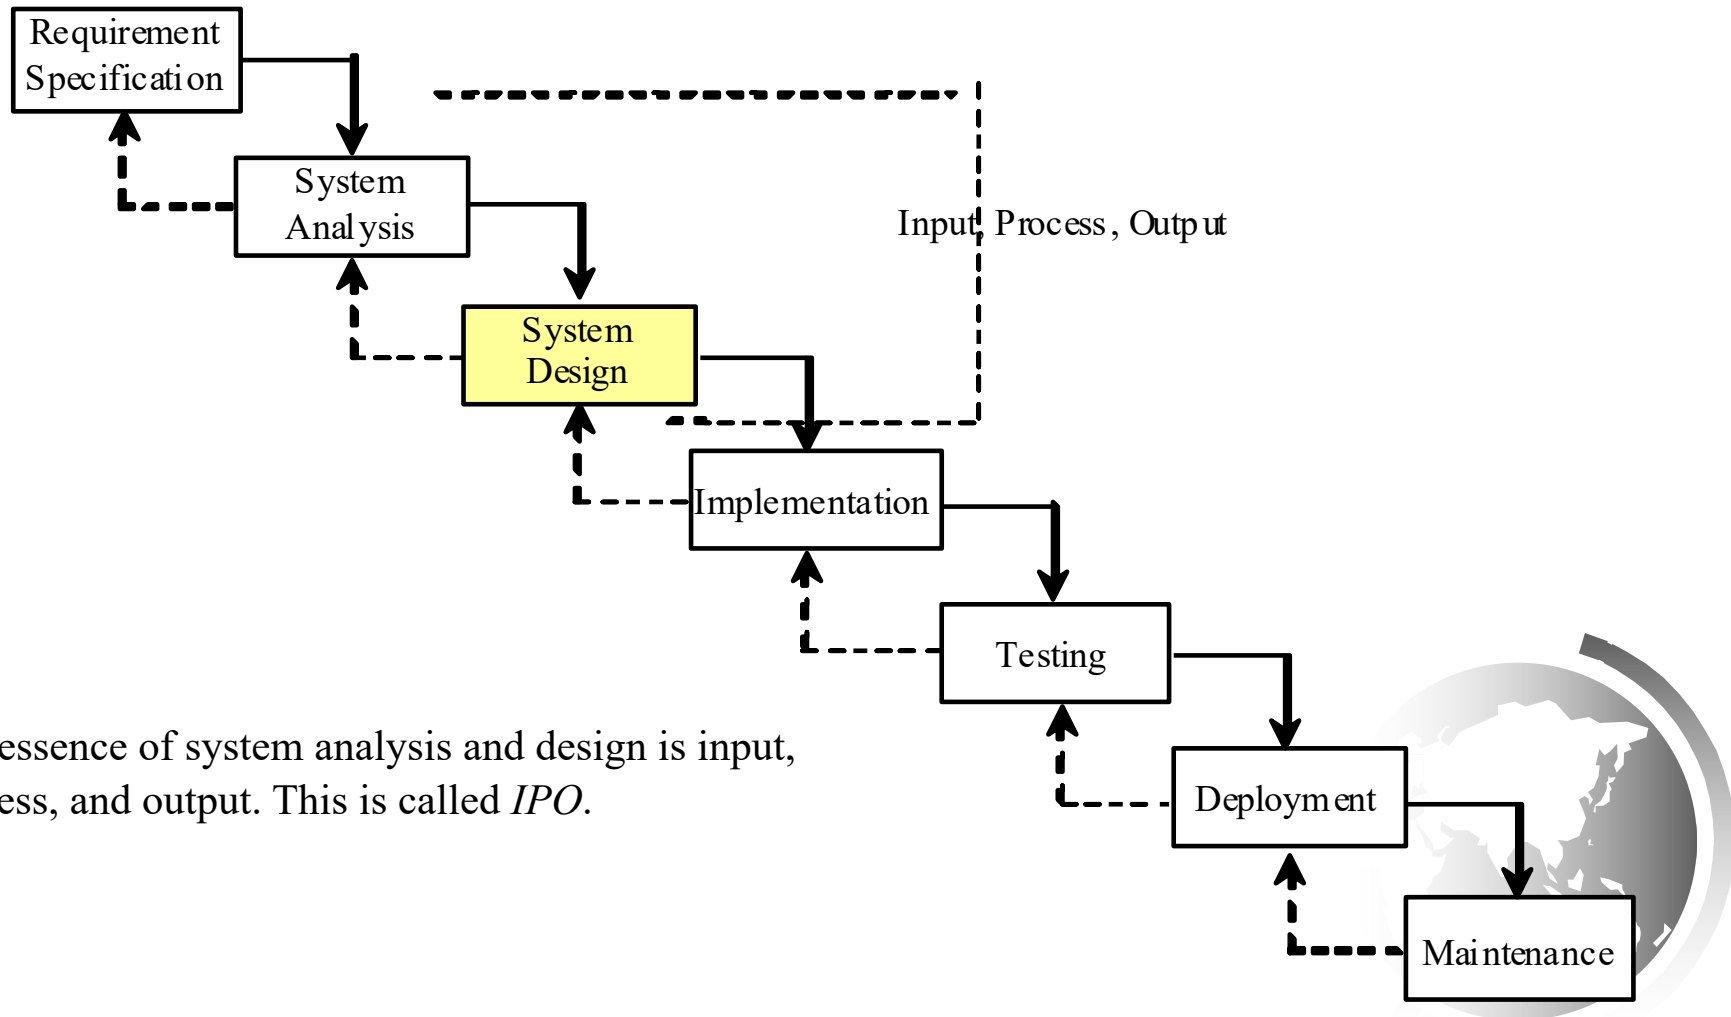 Requirement
Specification
System
Analysis
Input, Process, Output
System
Design
Implementation
Testing
essence of system analysis and design is input,
ess, and output. This is called IPO.
Deployment
Maintenance